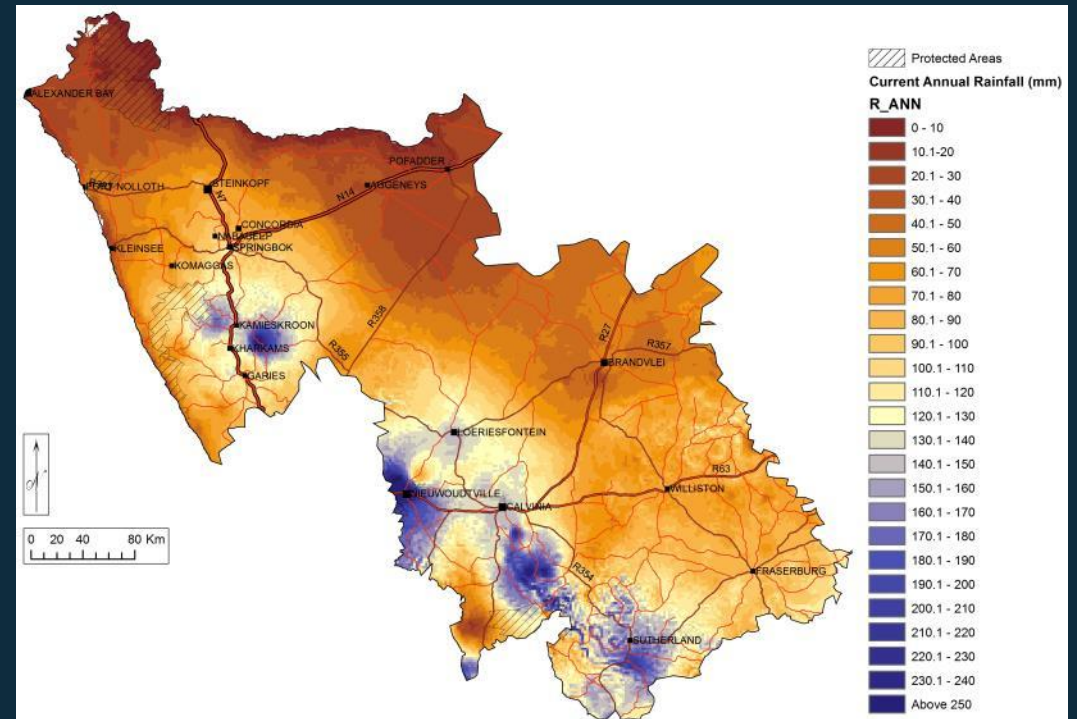 Protected Areas
Current Annual Rainfall (mm)
R_ANN
0 - 10
10.1-20
20.1 - 30
30.1 - 40
40.1 - 50
50.1 - 60
60.1 - 70
70.1 - 80
80.1 - 90
90.1 - 100
100.1 - 110
110.1 - 120
120.1 - 130
130.1 - 140
140.1 - 150
150.1 - 160
160.1 - 170
170.1 - 180
180.1 - 190
190.1 - 200
200.1 - 210
210.1 - 220
220.1 - 230
230.1 - 240
Above 250
ALEXANDER BAY
POFADDER
AGGENEYS
STEINKOPF
PORT NOLLOTH
N7
N14
CONCORDIA
NABABEEP
SPRINGBOK
KLEINSEE
KOMAGGAS
KAMIESKROON
KHARKAMS
GARIES
R358
R355
R27
R357
BRANDVLEI
LOERIESFONTEIN
NIEUWOUDTVILLE
CALVINIA
R63
WILLISTON
R354
FRASERBURG
SUTHERLAND
0 20 40 80 Km